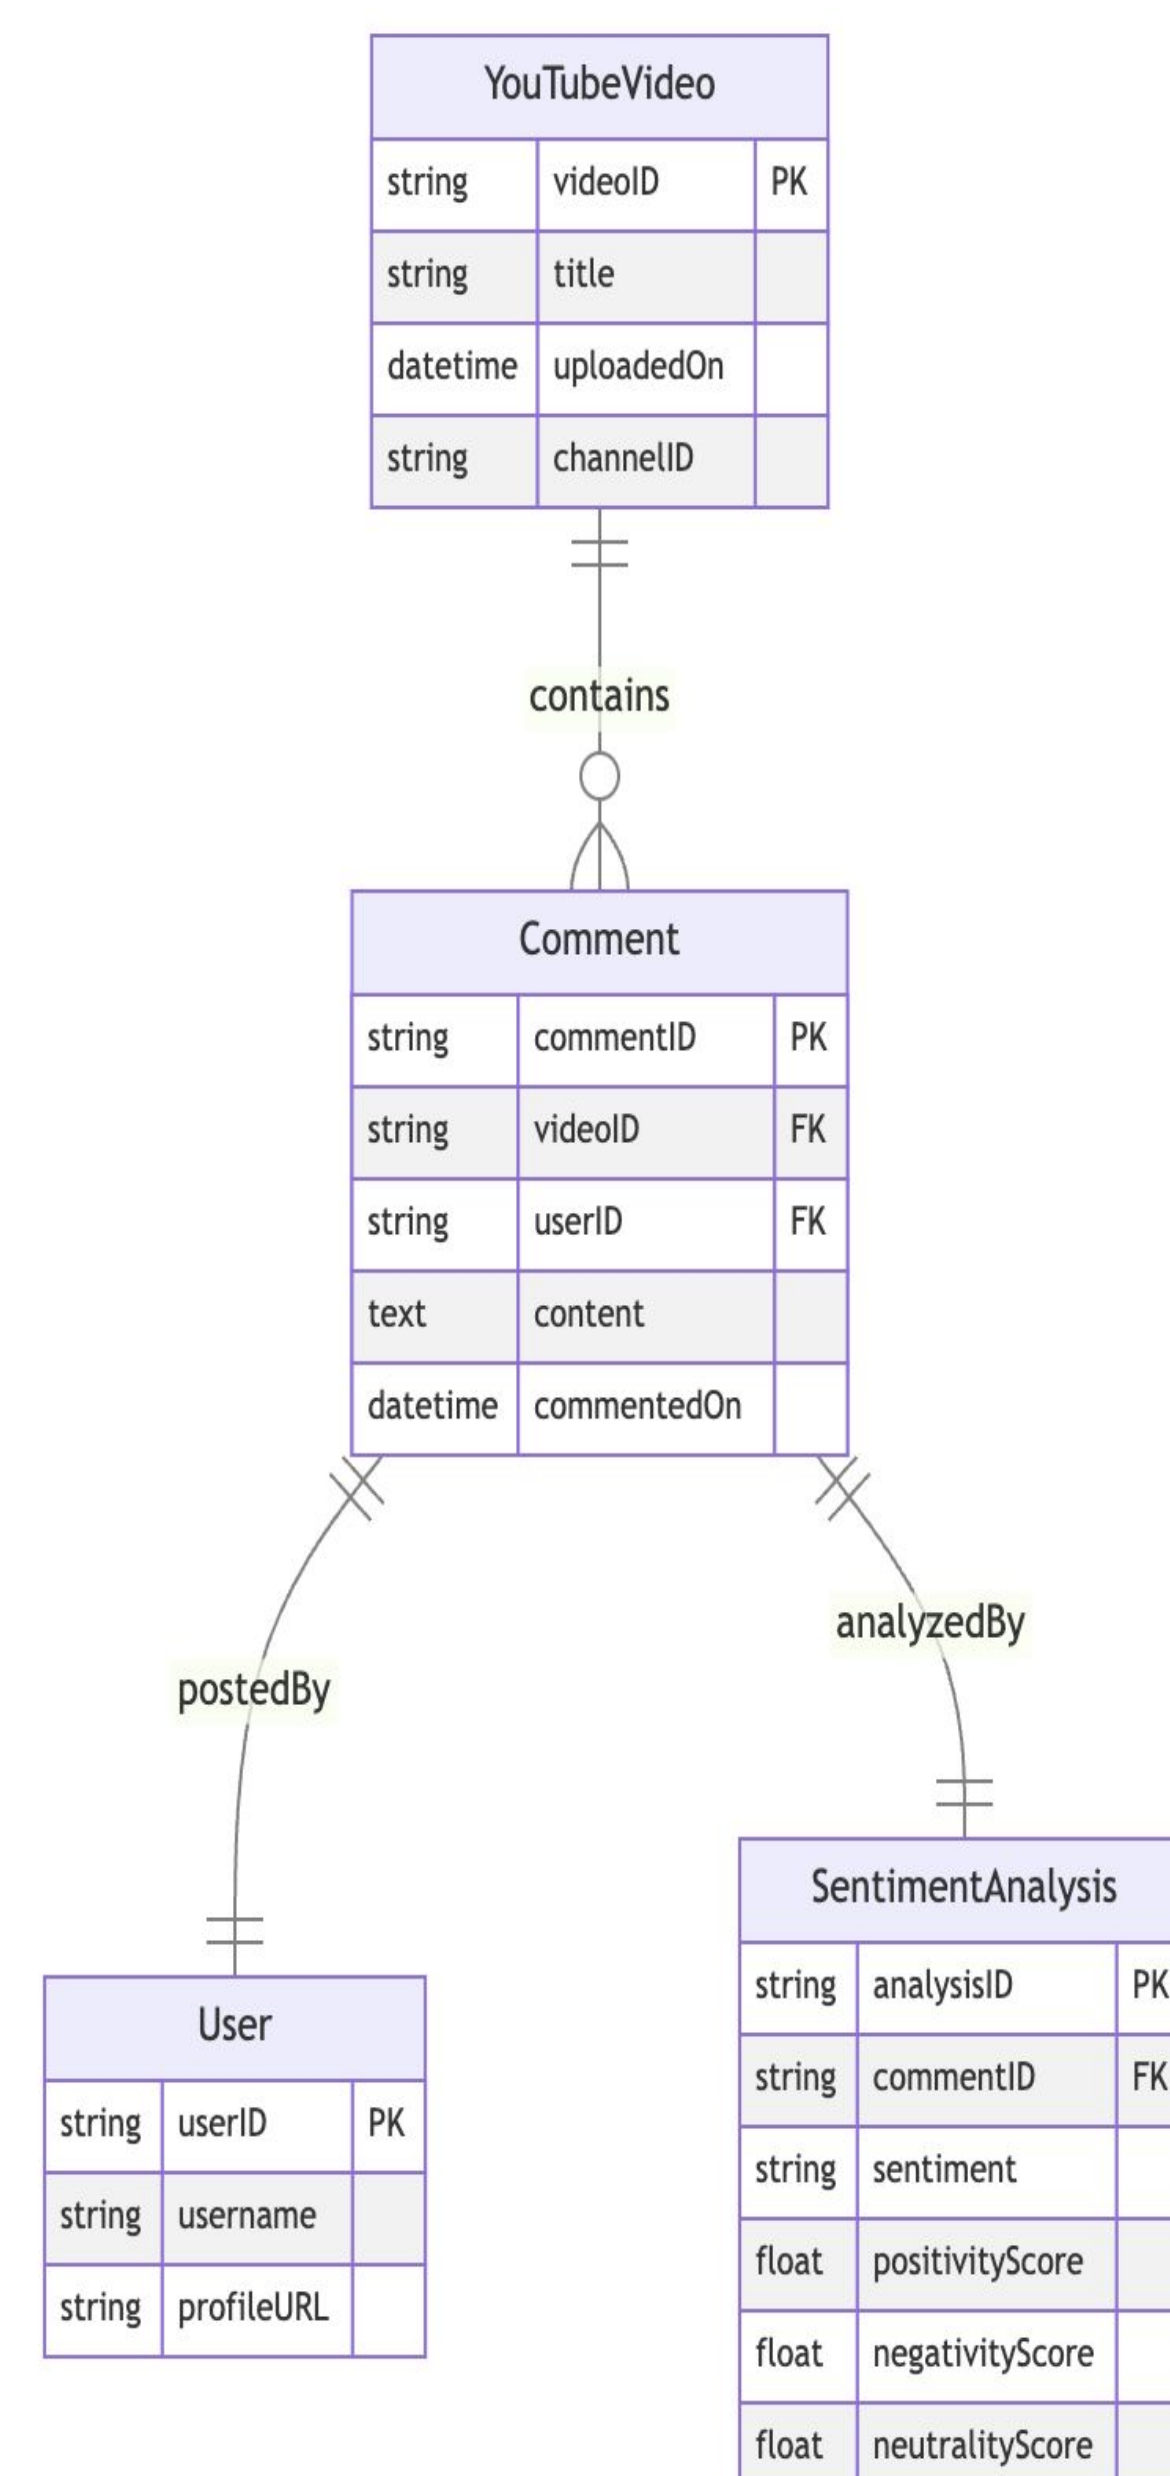 YouTubeVideo
string videoID PK
string title
datetime uploadedOn
string channelID
contains
Comment
string commentID PK
string videoID FK
string userID FK
text content
datetime commentedOn
analyzedBy
postedBy
SentimentAnalysis
string analysisID PK
string commentID FK
string sentiment
float positivityScore
float negativityScore
float neutralityScore
User
string userID PK
string username
string profileURL